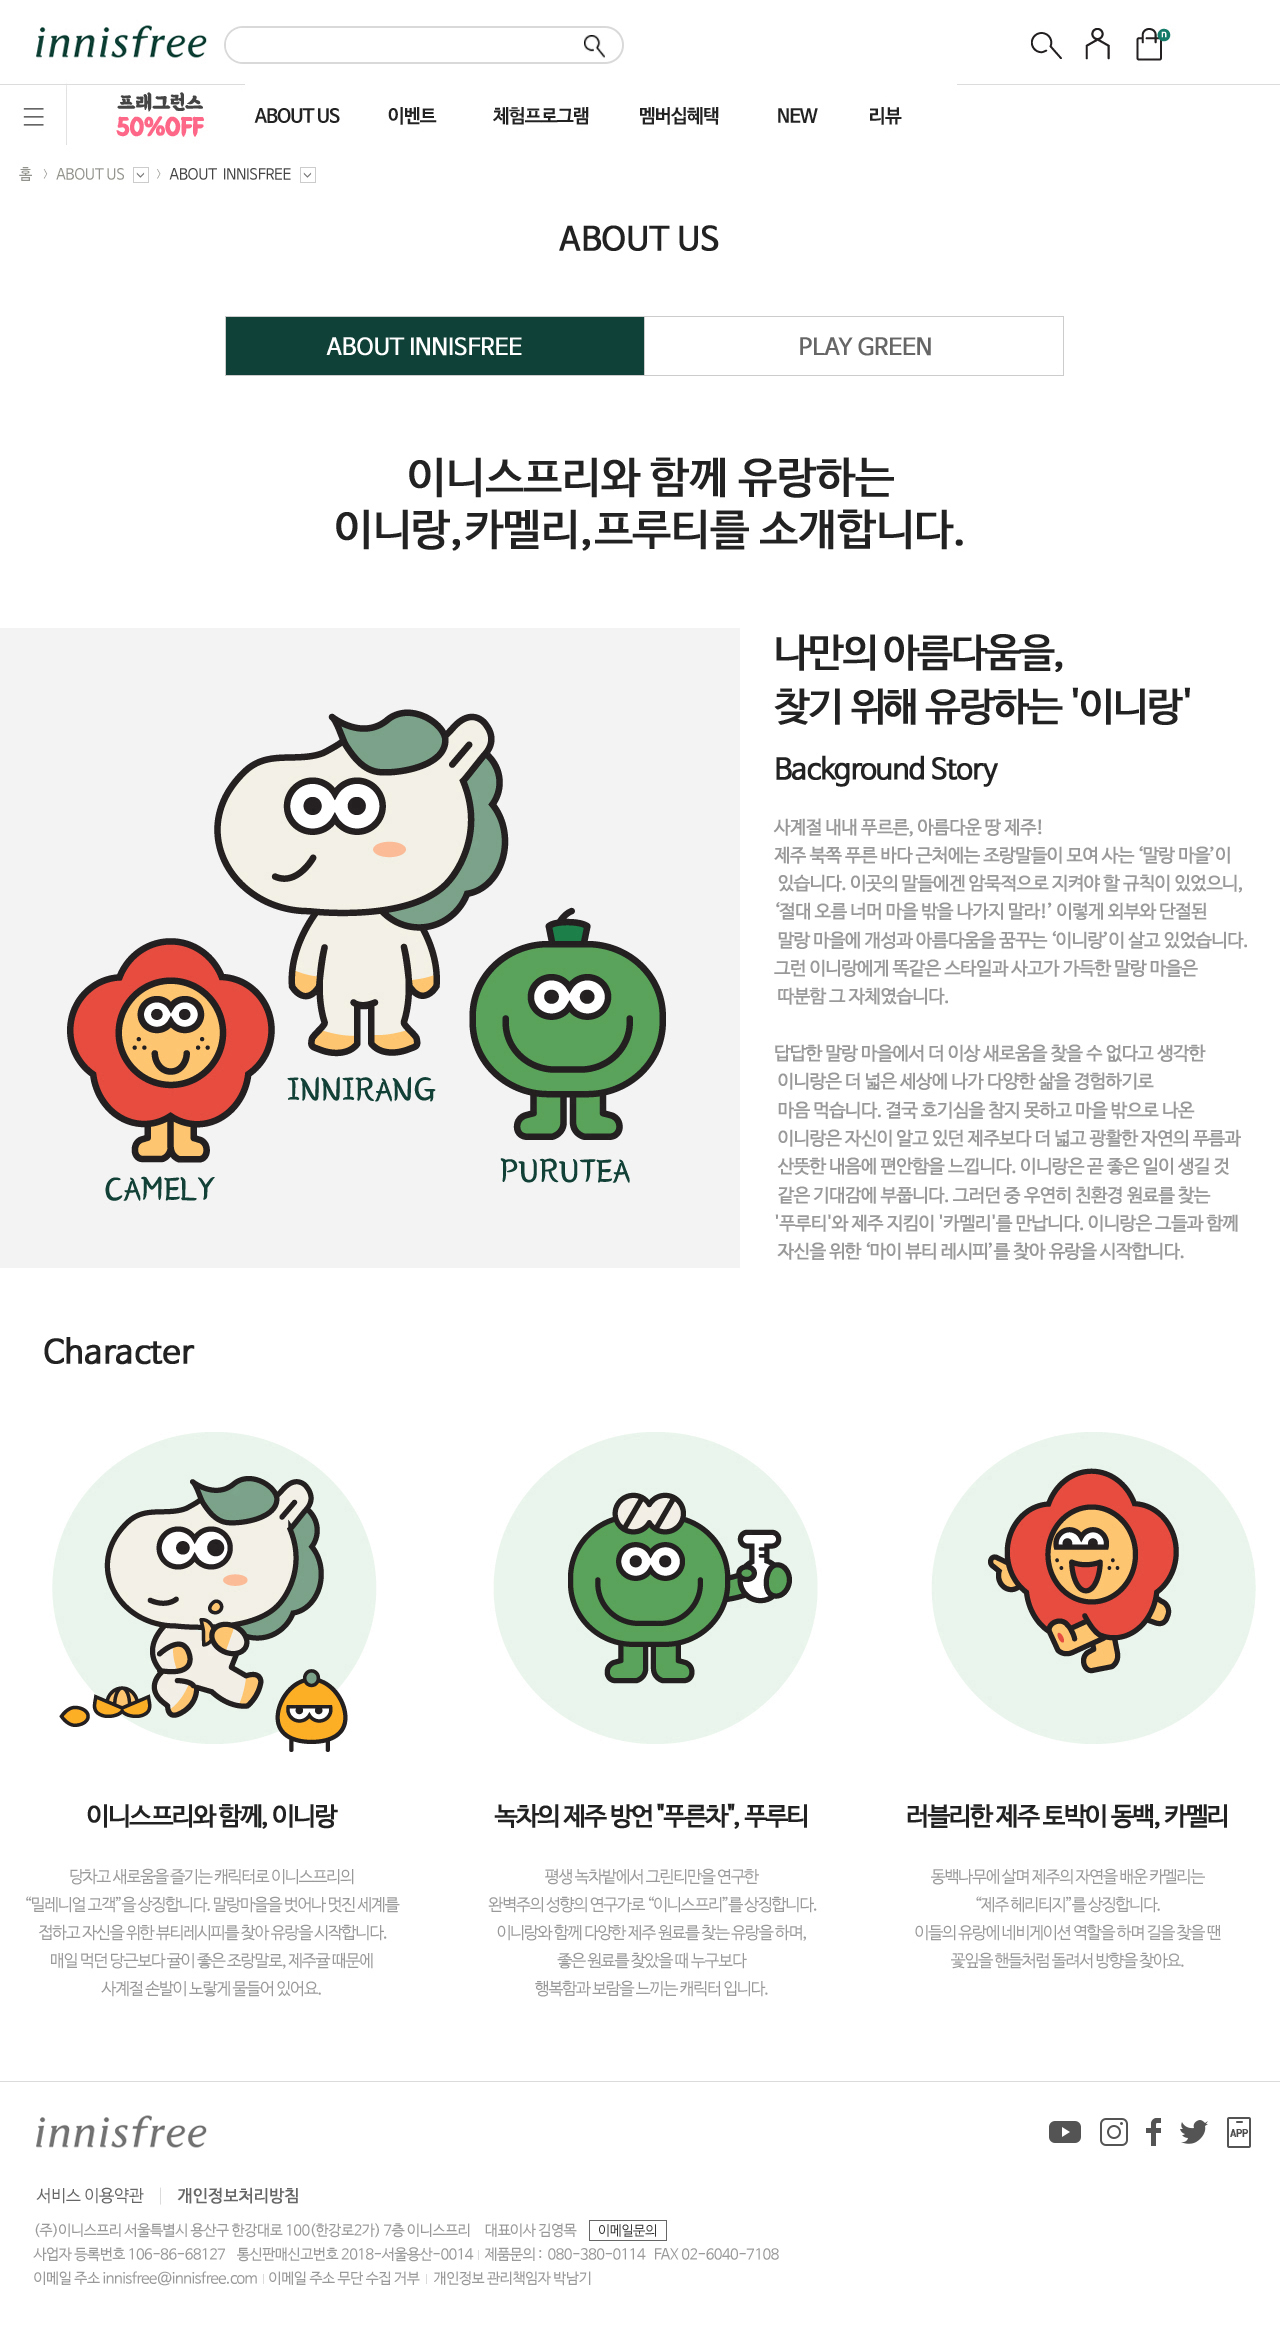 innisfree
n
프래그런스
50%OFF
ABOUT US 이벤트 체험프로그램 멤버십혜택 NEW 리뷰
홈 > ABOUT US > ABOUT INNISFREE
ABOUT US
ABOUT INNISFREE PLAY GREEN
이니스프리와 함께 유랑하는
이니랑,카멜리,프루티를 소개합니다.
INNIRANG
PURUTEA
CAMELY
나만의 아름다움을,
찾기 위해 유랑하는 '이니랑'
Background Story
사계절 내내 푸르른, 아름다운 땅 제주!
제주 북쪽 푸른 바다 근처에는 조랑말들이 모여 사는 ‘말랑 마을’이
있습니다. 이곳의 말들에겐 암묵적으로 지켜야 할 규칙이 있었으니,
‘절대 오름 너머 마을 밖을 나가지 말라!’ 이렇게 외부와 단절된
말랑 마을에 개성과 아름다움을 꿈꾸는 ‘이니랑’이 살고 있었습니다.
그런 이니랑에게 똑같은 스타일과 사고가 가득한 말랑 마을은
따분함 그 자체였습니다.
답답한 말랑 마을에서 더 이상 새로움을 찾을 수 없다고 생각한
이니랑은 더 넓은 세상에 나가 다양한 삶을 경험하기로
마음 먹습니다. 결국 호기심을 참지 못하고 마을 밖으로 나온
이니랑은 자신이 알고 있던 제주보다 더 넓고 광활한 자연의 푸름과
산뜻한 내음에 편안함을 느낍니다. 이니랑은 곧 좋은 일이 생길 것
같은 기대감에 부풉니다. 그러던 중 우연히 친환경 원료를 찾는
'푸루티'와 제주 지킴이 '카멜리'를 만납니다. 이니랑은 그들과 함께
자신을 위한 ‘마이 뷰티 레시피’를 찾아 유랑을 시작합니다.
Character
이니스프리와 함께, 이니랑
당차고 새로움을 즐기는 캐릭터로 이니스프리의
“밀레니얼 고객”을 상징합니다. 말랑마을을 벗어나 멋진 세계를
접하고 자신을 위한 뷰티레시피를 찾아 유랑을 시작합니다.
매일 먹던 당근보다 귤이 좋은 조랑말로, 제주귤 때문에
사계절 손발이 노랗게 물들어 있어요.
녹차의 제주 방언 "푸른차", 푸루티
평생 녹차밭에서 그린티만을 연구한
완벽주의 성향의 연구가로 “이니스프리”를 상징합니다.
이니랑와 함께 다양한 제주 원료를 찾는 유랑을 하며,
좋은 원료를 찾았을 때 누구보다
행복함과 보람을 느끼는 캐릭터 입니다.
러블리한 제주 토박이 동백, 카멜리
동백나무에 살며 제주의 자연을 배운 카멜리는
“제주 헤리티지”를 상징합니다.
이들의 유랑에 네비게이션 역할을 하며 길을 찾을 땐
꽃잎을 핸들처럼 돌려서 방향을 찾아요.
innisfree
APP
서비스 이용약관 | 개인정보처리방침
(주)이니스프리 서울특별시 용산구 한강대로 100(한강로2가) 7층 이니스프리 대표이사 김영목 이메일문의
사업자 등록번호 106-86-68127 통신판매신고번호 2018-서울용산-0014 | 제품문의 : 080-380-0114 FAX 02-6040-7108
이메일 주소 innisfree@innisfree.com | 이메일 주소 무단 수집 거부 | 개인정보 관리책임자 박남기